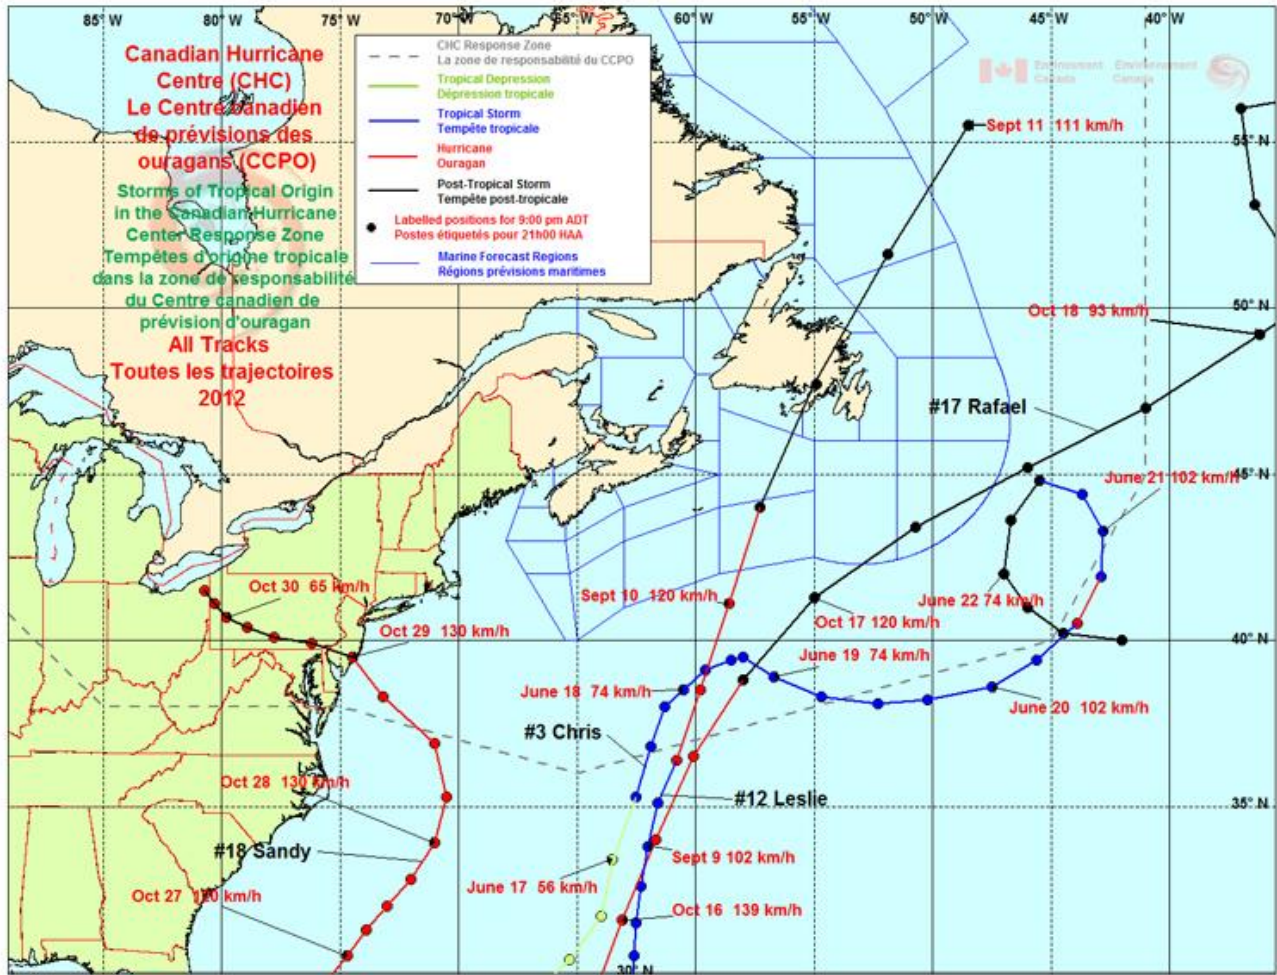 85° W
80° W
75° W
70° W
65° W
60° W
55° W
50° W
45° W
40° W
Canadian Hurricane
Centre (CHC)
Le Centre canadien
de prévisions des
ouragans (CCPO)
Storms of Tropical Origin
in the Canadian Hurricane
Center Response Zone
Tempêtes d'origine tropicale
dans la zone de responsabilité
du Centre canadien de
prévision d'ouragan
All Tracks
Toutes les trajectoires
2012
CHC Response Zone
La zone de responsabilité du CCPO
Tropical Depression
Dépression tropicale
Tropical Storm
Tempête tropicale
Hurricane
Ouragan
Post-Tropical Storm
Tempête post-tropicale
Labelled positions for 9:00 pm ADT
Postes étiquetés pour 21h00 HAA
Marine Forecast Regions
Régions prévisions maritimes
Environment Environnement
Canada Canada
Sept 11 111 km/h
55° N
50° N
Oct 18 93 km/h
#17 Rafael
45° N
June 21 102 km/h
Oct 30 65 km/h
Sept 10 120 km/h
June 22 74 km/h
Oct 17 120 km/h
Oct 29 130 km/h
40° N
June 19 74 km/h
June 18 74 km/h
June 20 102 km/h
#3 Chris
Oct 28 130 km/h
#12 Leslie
35° N
#18 Sandy
Sept 9 102 km/h
June 17 56 km/h
Oct 27 km/h
Oct 16 139 km/h
30° N